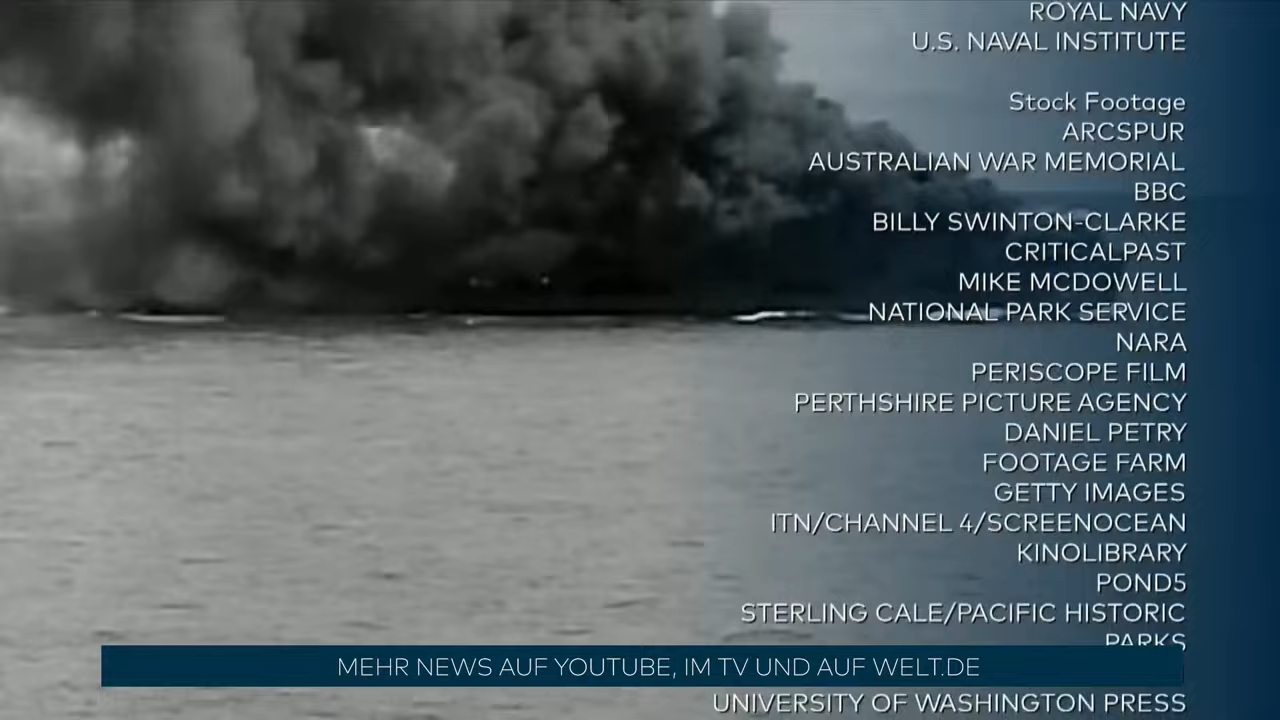 ROYAL NAVY
U.S. NAVAL INSTITUTE
Stock Footage
ARCSPUR
AUSTRALIAN WAR MEMORIAL
BBC
BILLY SWINTON-CLARKE
CRITICALPAST
MIKE MCDOWELL
NATIONAL PARK SERVICE
NARA
PERISCOPE FILM
PERTHSHIRE PICTURE AGENCY
DANIEL PETRY
FOOTAGE FARM
GETTY IMAGES
ITN/CHANNEL 4/SCREENOCEAN
KINOLIBRARY
POND5
STERLING CALE/PACIFIC HISTORIC
PARKS
MEHR NEWS AUF YOUTUBE, IM TV UND AUF WELT.DE
UNIVERSITY OF WASHINGTON PRESS